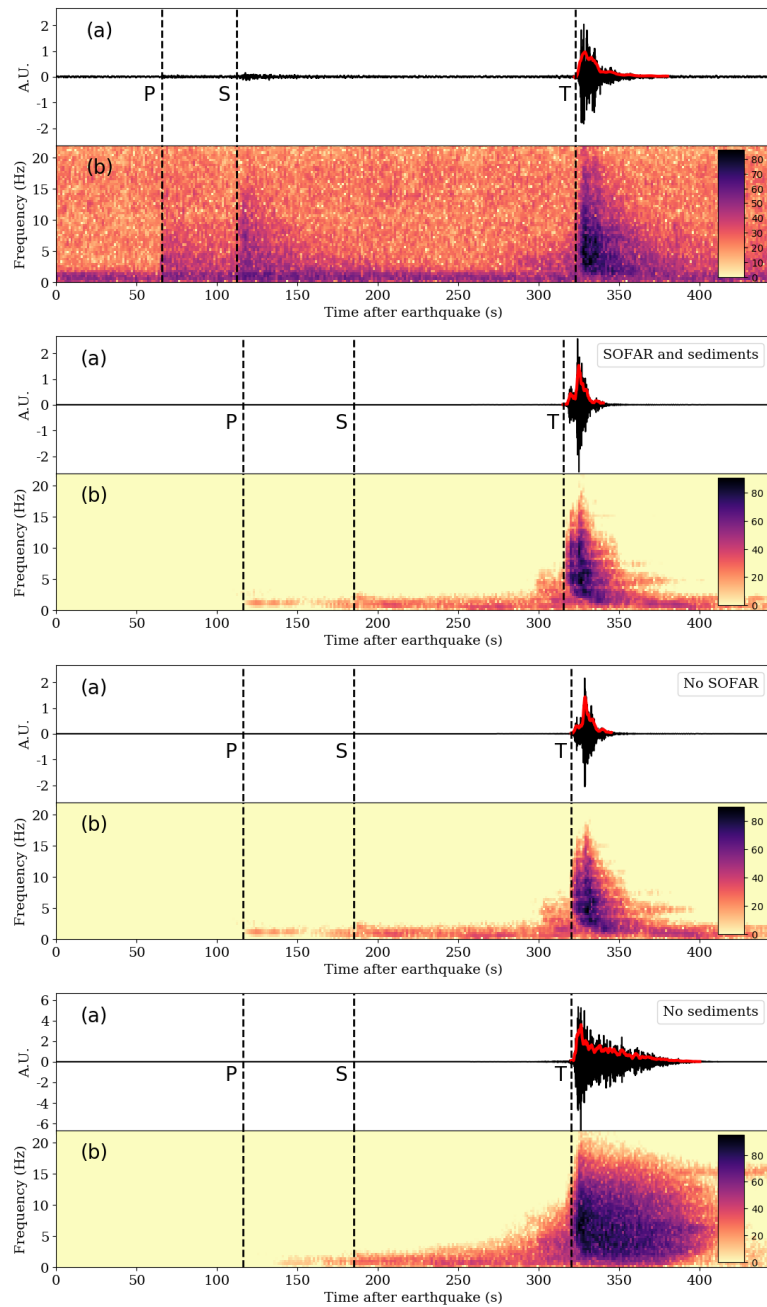 (a)
A.U.
2
1
0
-1
-2
P
S
T
(b)
Frequency (Hz)
20
15
10
5
0
80
70
60
50
40
30
20
10
0
0 50 100 150 200 250 300 350 400
Time after earthquake (s)
(a)
SOFAR and sediments
A.U.
2
1
0
-1
-2
P
S
T
(b)
Frequency (Hz)
20
15
10
5
0
80
60
40
20
0
0 50 100 150 200 250 300 350 400
Time after earthquake (s)
(a)
No SOFAR
A.U.
2
1
0
-1
-2
P
S
T
(b)
Frequency (Hz)
20
15
10
5
0
80
60
40
20
0
0 50 100 150 200 250 300 350 400
Time after earthquake (s)
(a)
No sediments
A.U.
6
4
2
0
-2
-4
-6
P
S
T
(b)
Frequency (Hz)
20
15
10
5
0
80
60
40
20
0
0 50 100 150 200 250 300 350 400
Time after earthquake (s)